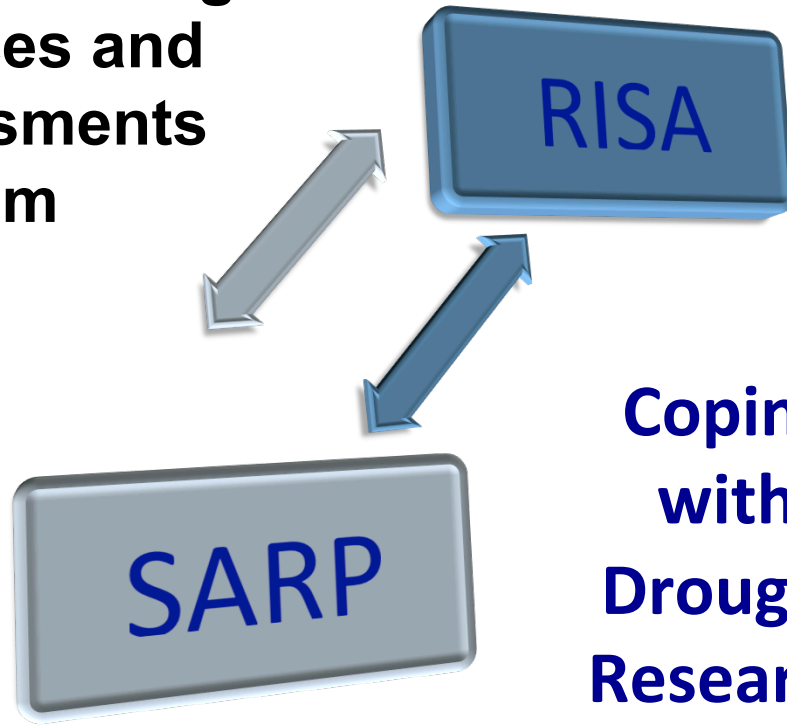 es and
sments
m
RISA
SARP
Copin
with
Droug
Resear